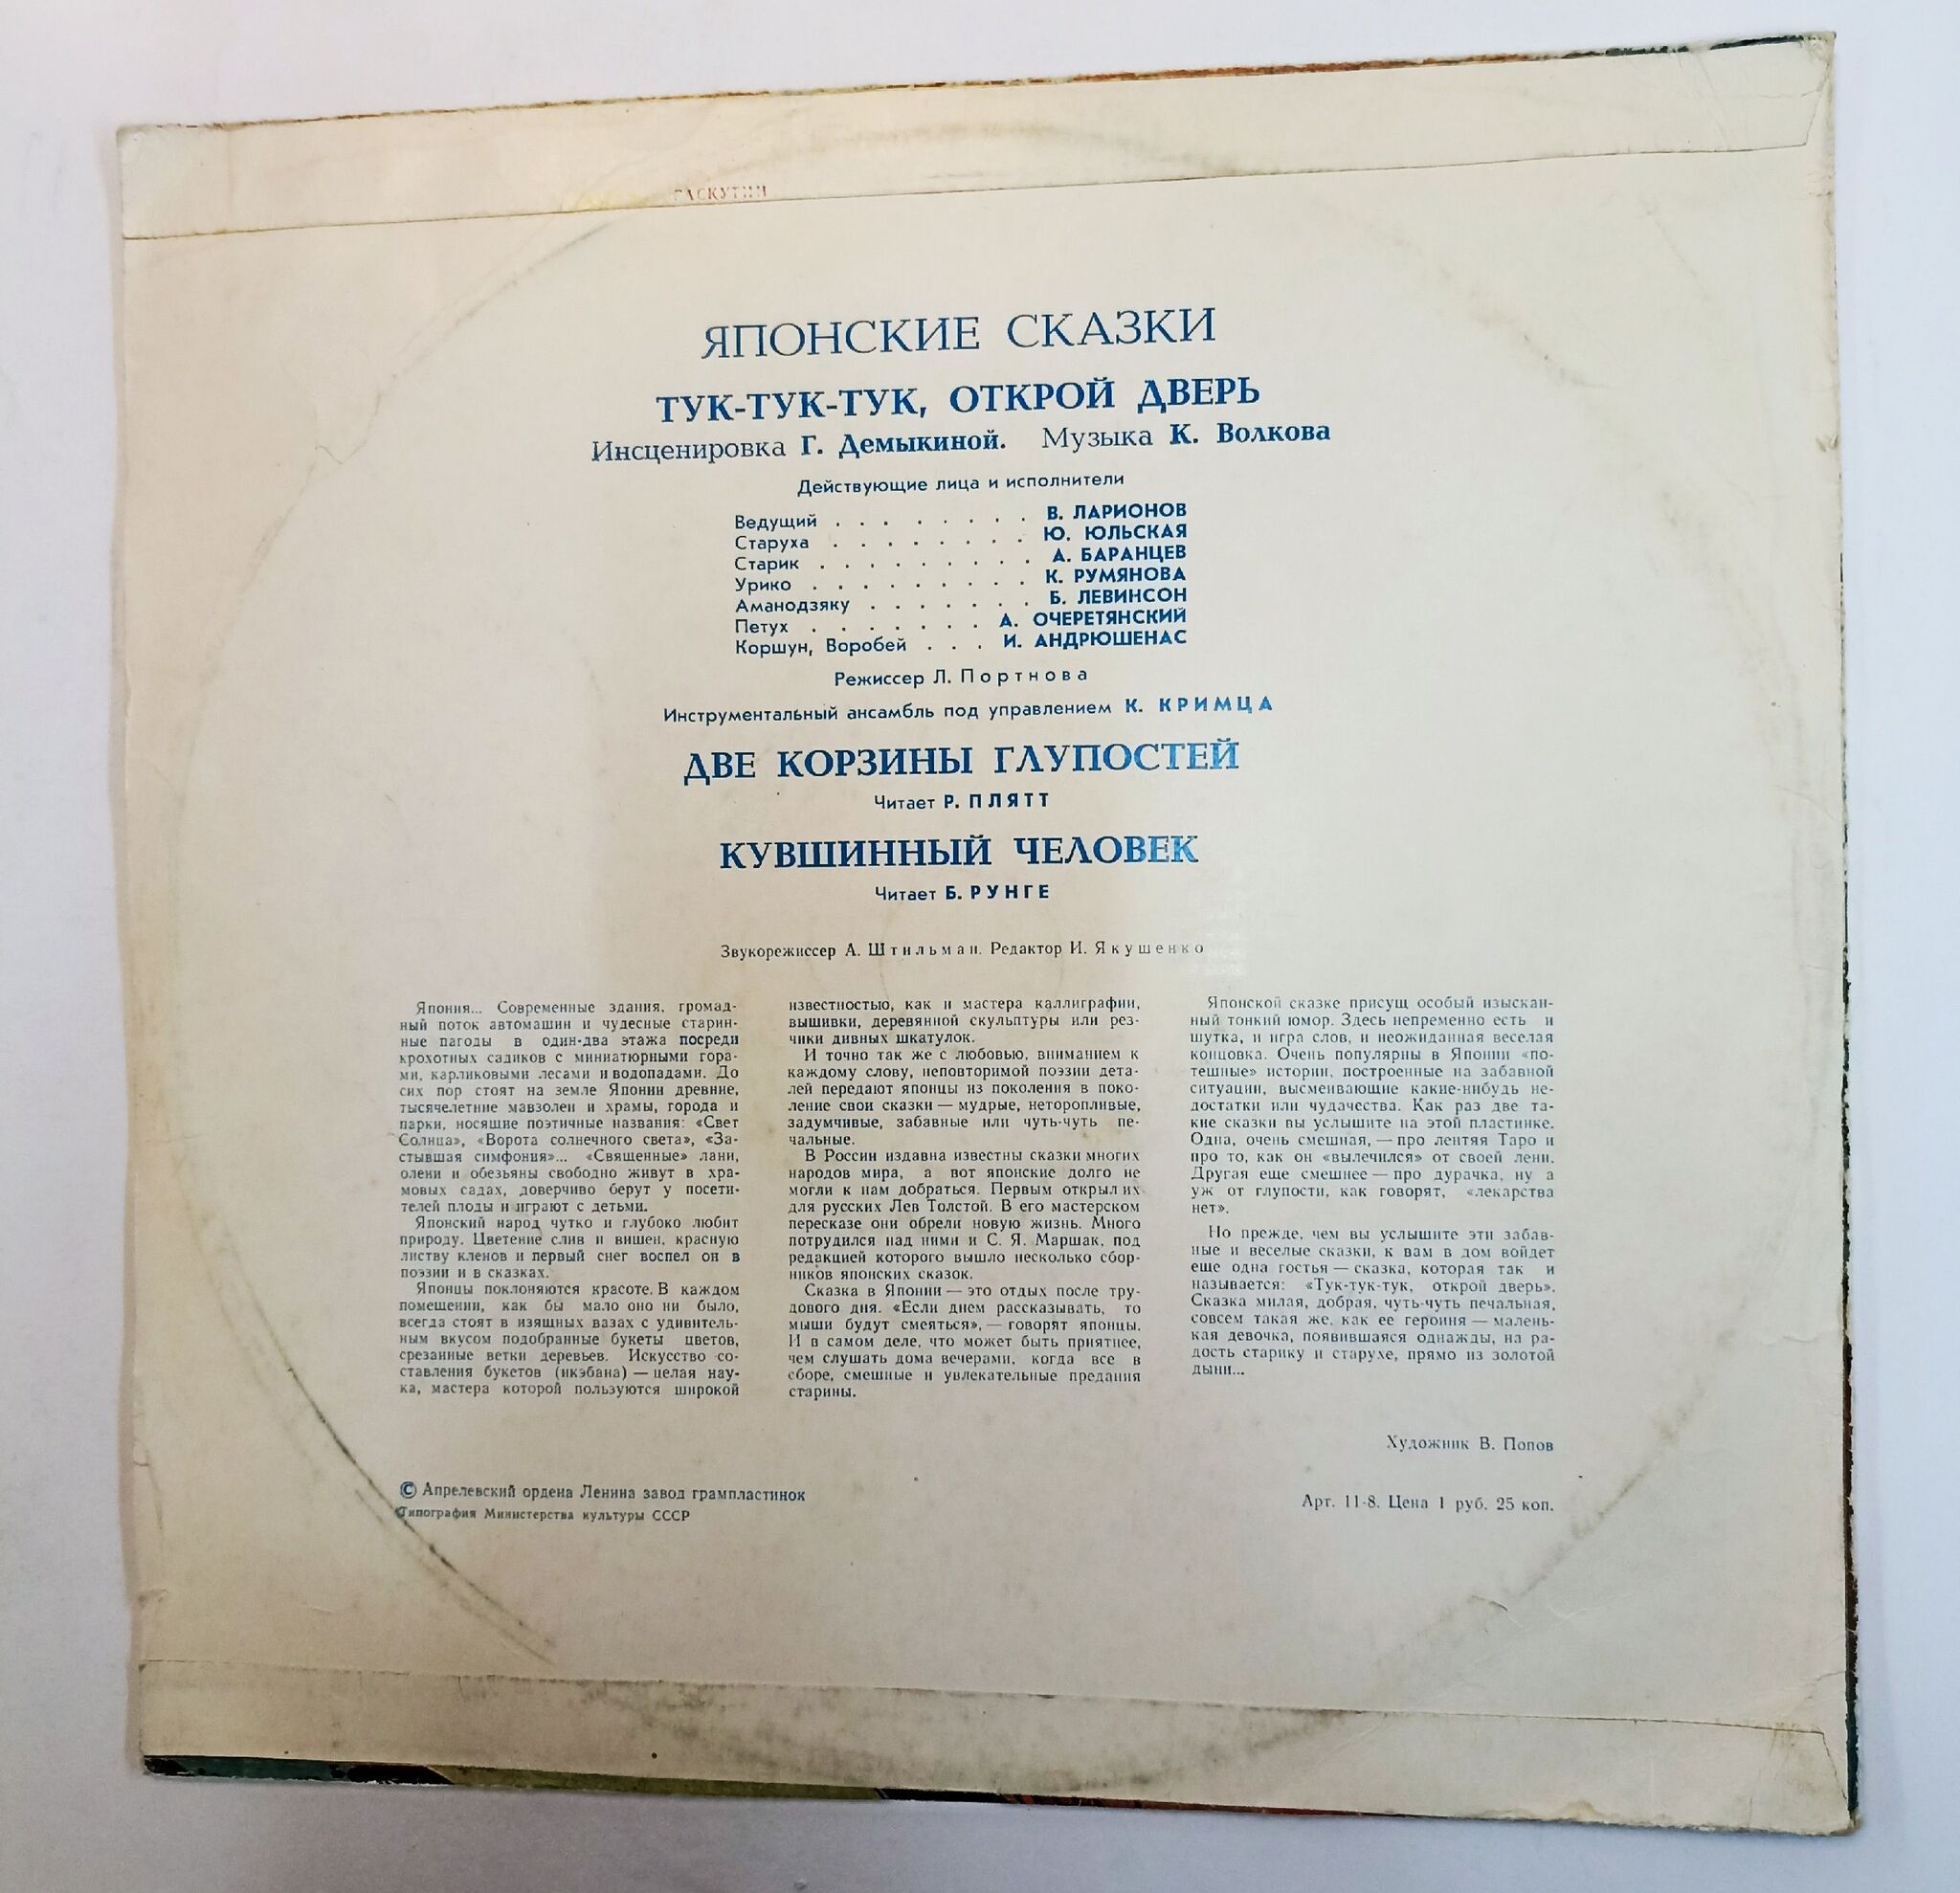 ЯПОНСКИЕ СКАЗКИ
ТУК-ТУК-ТУК, ОТКРОЙ ДВЕРЬ
Инсценировка Г. Демыкиной. Музыка К. Волкова
Действующие лица и исполнители
Ведущий . . . . . . . . В. ЛАРИОНОВ
Старуха . . . . . . . . Ю. ЮЛЬСКАЯ
Старик . . . . . . . . . А. БАРАНЦЕВ
Урико . . . . . . . . . К. РУМЯНОВА
Аманодзяку . . . . . . . Б. ЛЕВИНСОН
Петух . . . . . . . А. ОЧЕРЕТЯНСКИЙ
Коршун, Воробей . . . И. АНДРЮШЕНАС
Режиссер Л. Портнова
Инструментальный ансамбль под управлением К. КРИМЦА
ДВЕ КОРЗИНЫ ГЛУПОСТЕЙ
Читает Р. ПЛЯТТ
КУВШИННЫЙ ЧЕЛОВЕК
Читает Б. РУНГЕ
Звукорежиссер А. Штильман. Редактор И. Якушенко
Япония... Современные здания, громад-
ный поток автомашин и чудесные старин-
ные пагоды в один-два этажа посреди
крохотных садиков с миниатюрными гора-
ми, карликовыми лесами и водопадами. До
сих пор стоят на земле Японии древние,
тысячелетние мавзолеи и храмы, города и
парки, носящие поэтичные названия: «Свет
Солнца», «Ворота солнечного света», «За-
стывшая симфония»... «Священные» лани,
олени и обезьяны свободно живут в хра-
мовых садах, доверчиво берут у посети-
телей плоды и играют с детьми.
Японский народ чутко и глубоко любит
природу. Цветение слив и вишен, красную
листву кленов и первый снег воспел он в
поэзии и в сказках.
Японцы поклоняются красоте. В каждом
помещении, как бы мало оно ни было,
всегда стоят в изящных вазах с удивитель-
ным вкусом подобранные букеты цветов,
срезанные ветки деревьев. Искусство со-
ставления букетов (икэбана) — целая нау-
ка, мастера которой пользуются широкой
известностью, как и мастера каллиграфии,
вышивки, деревянной скульптуры или рез-
чики дивных шкатулок.
И точно так же с любовью, вниманием к
каждому слову, неповторимой поэзии дета-
лей передают японцы из поколения в поко-
ление свои сказки — мудрые, неторопливые,
задумчивые, забавные или чуть-чуть пе-
чальные.
В России издавна известны сказки многих
народов мира, а вот японские долго не
могли к нам добраться. Первым открыл их
для русских Лев Толстой. В его мастерском
пересказе они обрели новую жизнь. Много
потрудился над ними и С. Я. Маршак, под
редакцией которого вышло несколько сбор-
ников японских сказок.
Сказка в Японии — это отдых после тру-
дового дня. «Если днем рассказывать, то
мыши будут смеяться», — говорят японцы.
И в самом деле, что может быть приятнее,
чем слушать дома вечерами, когда все в
сборе, смешные и увлекательные предания
старины.
Японской сказке присущ особый изыскан-
ный тонкий юмор. Здесь непременно есть и
шутка, и игра слов, и неожиданная веселая
концовка. Очень популярны в Японии «по-
тешные» истории, построенные на забавной
ситуации, высмеивающие какие-нибудь не-
достатки или чудачества. Как раз две та-
кие сказки вы услышите на этой пластинке.
Одна, очень смешная, — про лентяя Таро и
про то, как он «вылечился» от своей лени.
Другая еще смешнее — про дурачка, ну а
уж от глупости, как говорят, «лекарства
нет».
Но прежде, чем вы услышите эти забав-
ные и веселые сказки, к вам в дом войдет
еще одна гостья — сказка, которая так и
называется: «Тук-тук-тук, открой дверь».
Сказка милая, добрая, чуть-чуть печальная,
совсем такая же, как ее героиня — малень-
кая девочка, появившаяся однажды, на ра-
дость старику и старухе, прямо из золотой
дыни...
Художник В. Попов
© Апрелевский ордена Ленина завод грампластинок
Типография Министерства культуры СССР
Арт. 11-8. Цена 1 руб. 25 коп.